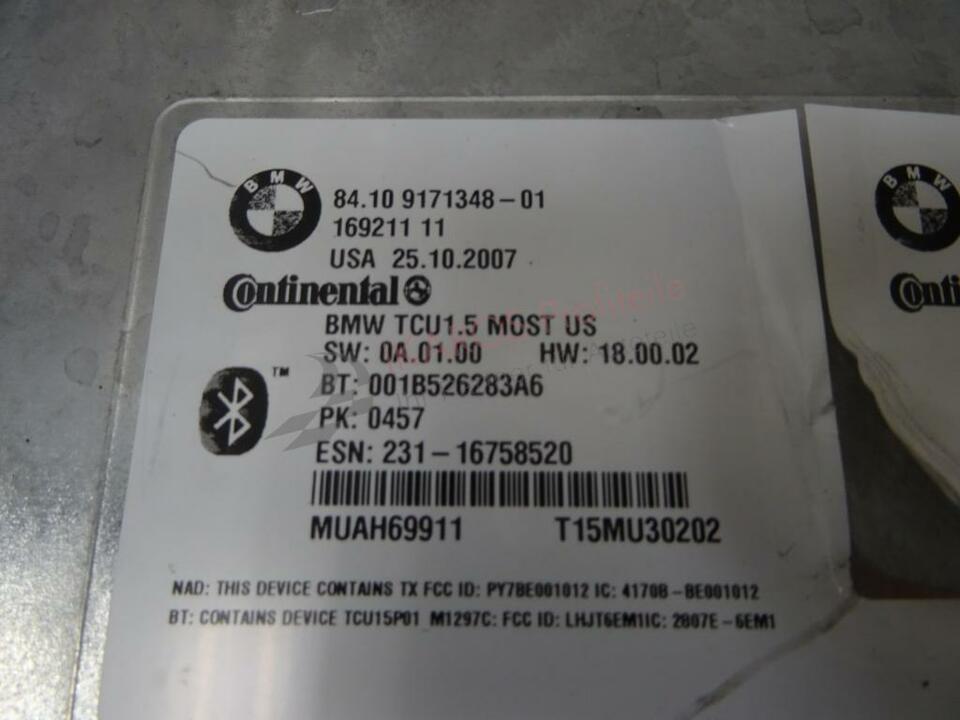 BMW
84.10 9171348-01
169211 11
USA 25.10.2007
Continental
BMW TCU1.5 MOST US
SW: 0A.01.00 HW: 18.00.02
BT: 001B526283A6
TM
PK: 0457
ESN: 231-16758520
MUAH69911 T15MU30202
NAD: THIS DEVICE CONTAINS TX FCC ID: PY7BE001012 IC: 4170B-BE001012
BT: CONTAINS DEVICE TCU15P01 M1297C: FCC ID: LHJT6EM1IC: 2807E-6EM1
BMW
Conti